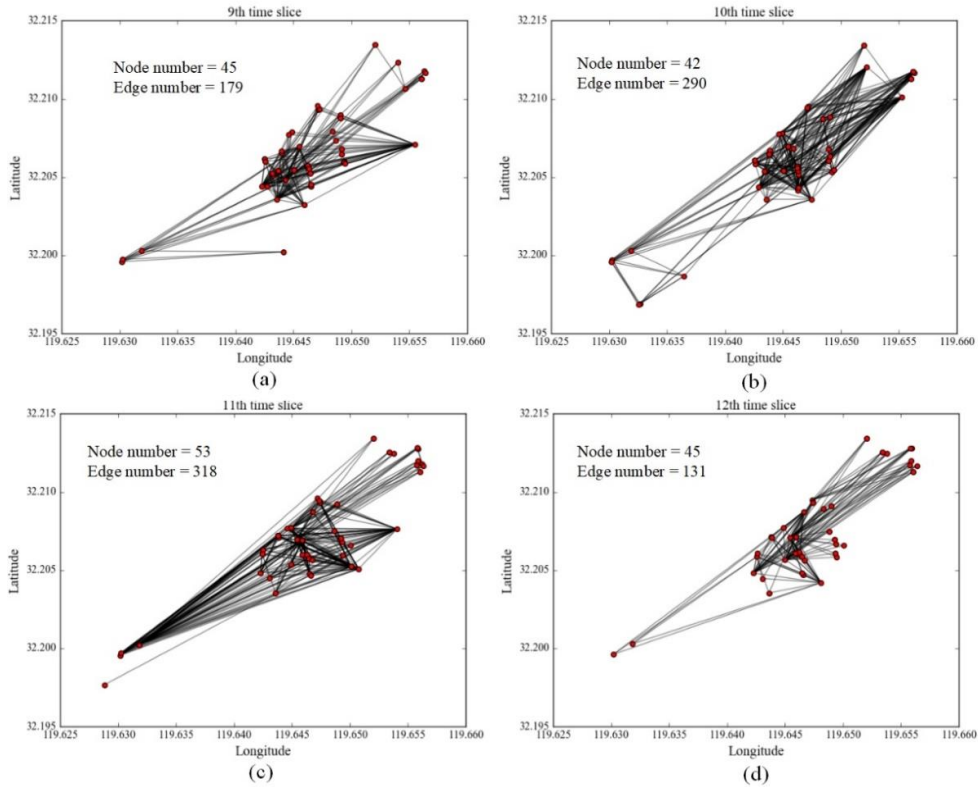 9th time slice
32.215
Node number = 45
Edge number = 179
32.210
Latitude
32.205
32.200
32.195
119.625 119.630 119.635 119.640 119.645 119.650 119.655 119.660
Longitude
(a)
10th time slice
32.215
Node number = 42
Edge number = 290
32.210
Latitude
32.205
32.200
32.195
119.625 119.630 119.635 119.640 119.645 119.650 119.655 119.660
Longitude
(b)
11th time slice
32.215
Node number = 53
Edge number = 318
32.210
Latitude
32.205
32.200
32.195
119.625 119.630 119.635 119.640 119.645 119.650 119.655 119.660
Longitude
(c)
12th time slice
32.215
Node number = 45
Edge number = 131
32.210
Latitude
32.205
32.200
32.195
119.625 119.630 119.635 119.640 119.645 119.650 119.655 119.660
Longitude
(d)